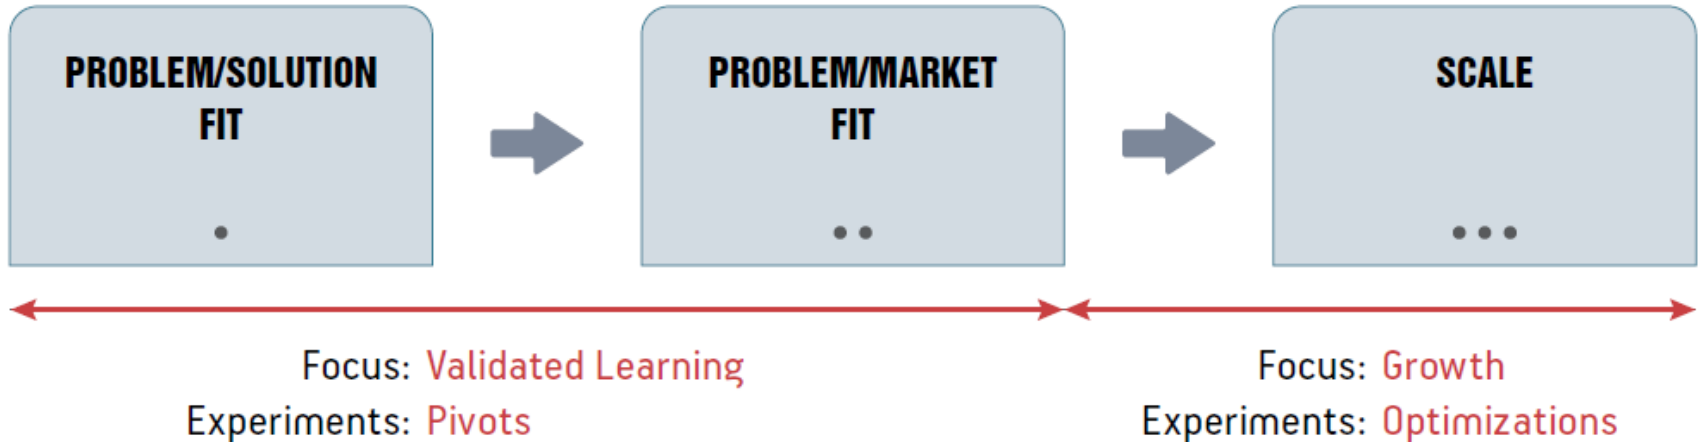 PROBLEM/SOLUTION
FIT
PROBLEM/MARKET
FIT
SCALE
Focus: Validated Learning
Experiments: Pivots
Focus: Growth
Experiments: Optimizations